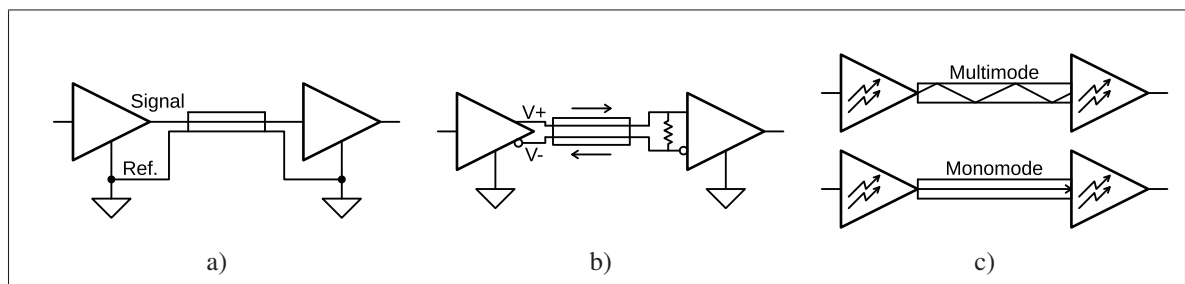 Signal
Ref.
a)
V+
V-
b)
Multimode
Monomode
c)